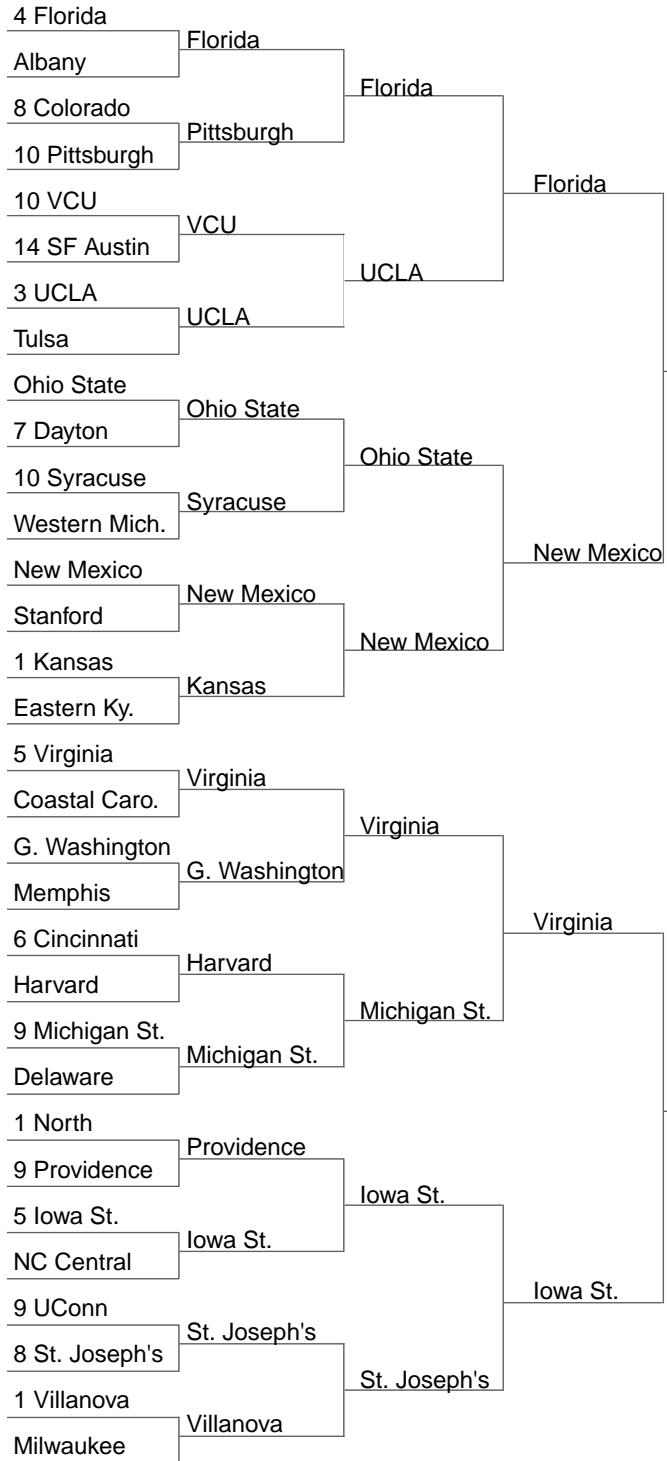 4 Florida
Albany
8 Colorado
10 Pittsburgh
10 VCU
14 SF Austin
3 UCLA
Tulsa
Ohio State
7 Dayton
10 Syracuse
Western Mich.
New Mexico
Stanford
1 Kansas
Eastern Ky.
5 Virginia
Coastal Caro.
G. Washington
Memphis
6 Cincinnati
Harvard
9 Michigan St.
Delaware
1 North
9 Providence
5 Iowa St.
NC Central
9 UConn
8 St. Joseph's
1 Villanova
Milwaukee
Florida
Pittsburgh
VCU
UCLA
Ohio State
Syracuse
New Mexico
Kansas
Virginia
G. Washington
Harvard
Michigan St.
Providence
Iowa St.
St. Joseph's
Villanova
Florida
UCLA
Ohio State
New Mexico
Virginia
Michigan St.
Iowa St.
St. Joseph's
Florida
New Mexico
Virginia
Iowa St.